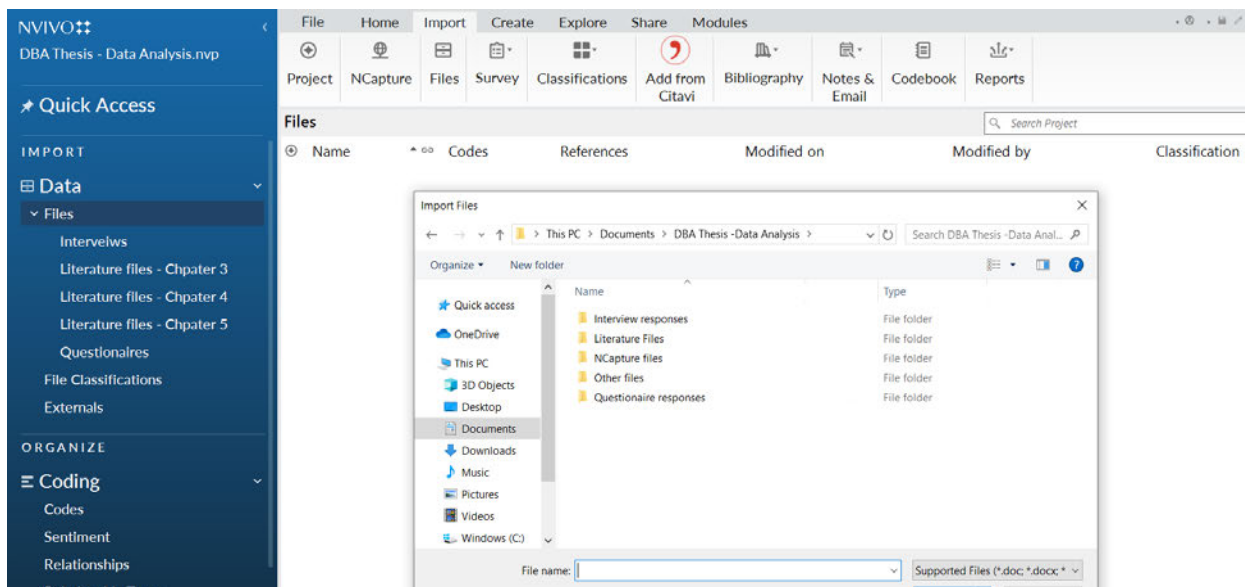 NVIVO
DBA Thesis - Data Analysis.nvp
Quick Access
IMPORT
Data
Files
Interveiws
Literature files - Chpater 3
Literature files - Chpater 4
Literature files - Chpater 5
Questionaires
File Classifications
Externals
ORGANIZE
Coding
Codes
Sentiment
Relationships
File Home Import Create Explore Share Modules
Project NCapture Files Survey Classifications Add from Citavi Bibliography Notes & Email Codebook Reports
Files
Search Project
Name Codes References Modified on Modified by Classification
Import Files
This PC > Documents > DBA Thesis -Data Analysis >
Search DBA Thesis -Data Anal...
Organize New folder
Name Type
Quick access
OneDrive
This PC
3D Objects
Desktop
Documents
Downloads
Music
Pictures
Videos
Windows (C:)
Interview responses File folder
Literature Files File folder
NCapture files File folder
Other files File folder
Questionaire responses File folder
File name:
Supported Files (*.doc; *.docx; *